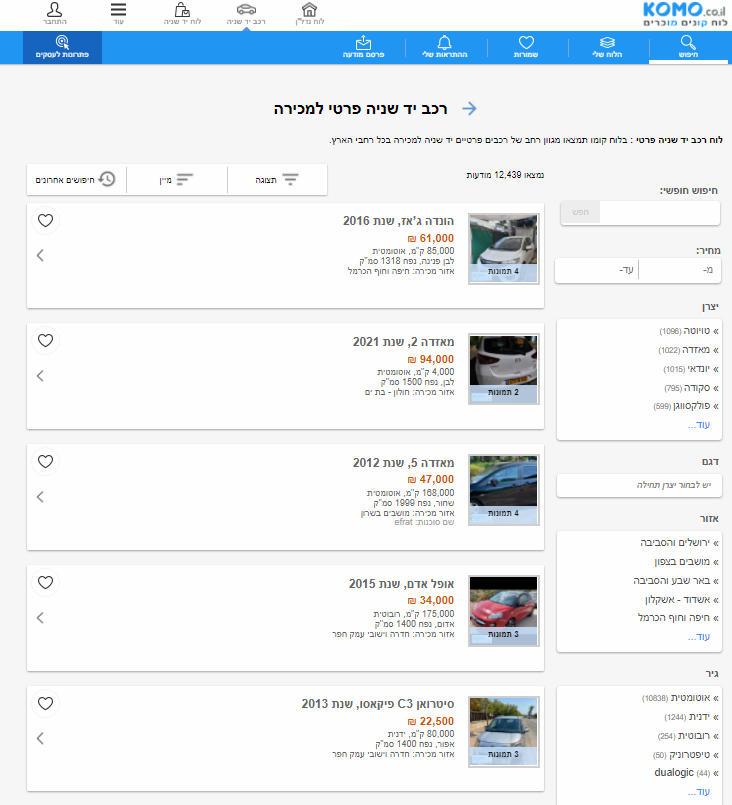 KOMO.co.il
לוח קונים מוכרים
לוח נדל"ן
רכב יד שניה
לוח יד שניה
עוד
התחבר
חיפוש
הלוח שלי
שמורות
ההתראות שלי
פרסם מודעה
פתרונות לעסקים
רכב יד שניה פרטי למכירה
לוח רכב יד שניה פרטי : בלוח קומו תמצאו מגוון רחב של רכבים פרטיים יד שניה למכירה בכל רחבי הארץ.
נמצאו 12,439 מודעות
תצוגה
מיין
חיפושים אחרונים
חיפוש חופשי:
חפש
מחיר:
מ-
עד-
יצרן
» טויוטה (1096)
» מאזדה (1022)
» יונדאי (1015)
» סקודה (795)
» פולקסווגן (599)
עוד...
דגם
יש לבחור יצרן תחילה
אזור
» ירושלים והסביבה
» מושבים בצפון
» באר שבע והסביבה
» אשדוד - אשקלון
» חיפה וחוף הכרמל
עוד...
גיר
» אוטומטית (10838)
» ידנית (1244)
» רובוטית (254)
» טיפטרוניק (50)
» dualogic (44)
עוד...
הונדה ג'אז, שנת 2016
61,000 ₪
85,000 ק"מ, אוטומטית
לבן פנינה, נפח 1318 סמ"ק
אזור מכירה: חיפה וחוף הכרמל
4 תמונות
מאזדה 2, שנת 2021
94,000 ₪
4,000 ק"מ, אוטומטית
לבן, נפח 1500 סמ"ק
אזור מכירה: חולון - בת ים
2 תמונות
מאזדה 5, שנת 2012
47,000 ₪
168,000 ק"מ, אוטומטית
שחור, נפח 1999 סמ"ק
אזור מכירה: מושבים בשרון
שם סוכנות: efrat
4 תמונות
אופל אדם, שנת 2015
34,000 ₪
175,000 ק"מ, רובוטית
אדום, נפח 1400 סמ"ק
אזור מכירה: חדרה וישובי עמק חפר
3 תמונות
סיטרואן C3 פיקאסו, שנת 2013
22,500 ₪
80,000 ק"מ, ידנית
אפור, נפח 1400 סמ"ק
אזור מכירה: חדרה וישובי עמק חפר
3 תמונות